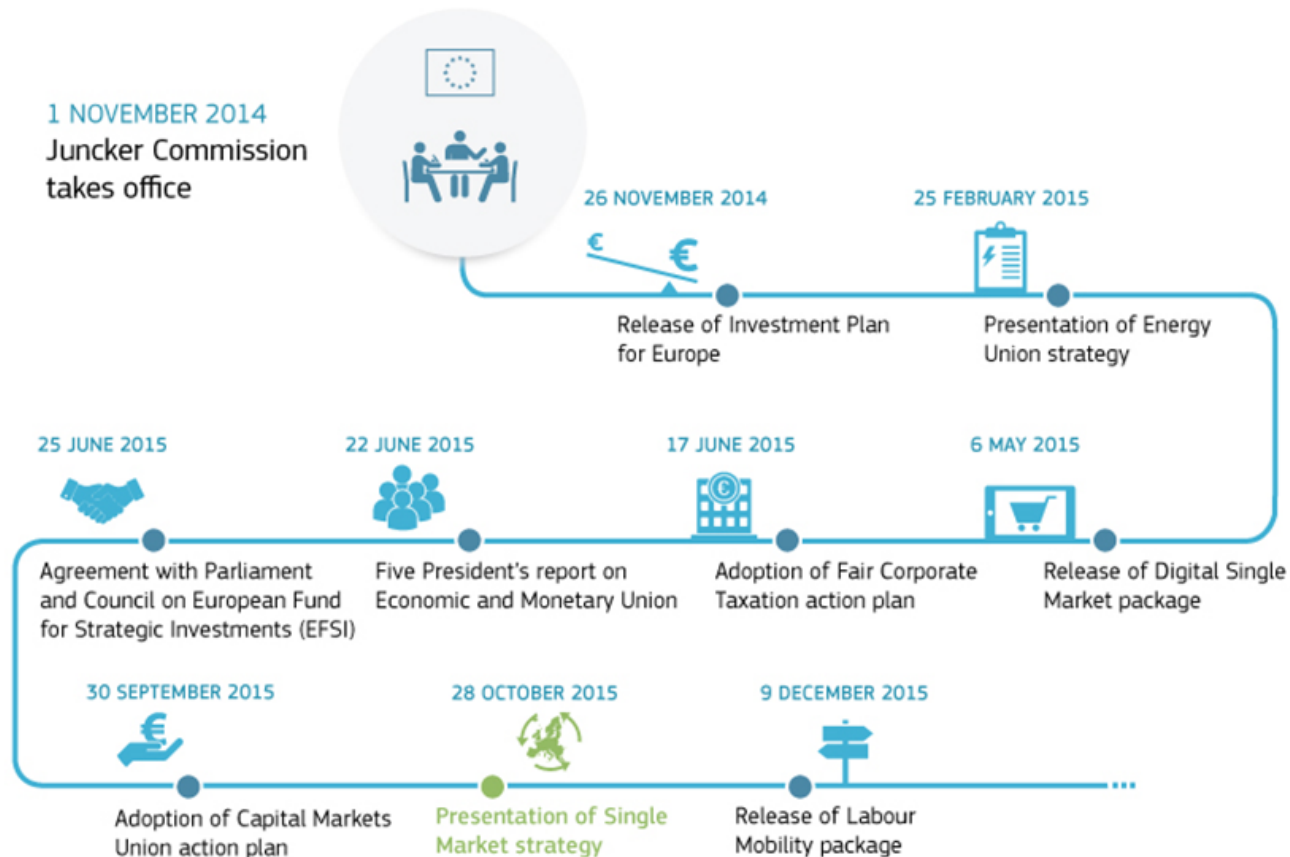 1 NOVEMBER 2014
Juncker Commission
takes office
26 NOVEMBER 2014
Release of Investment Plan
for Europe
25 FEBRUARY 2015
Presentation of Energy
Union strategy
6 MAY 2015
Release of Digital Single
Market package
17 JUNE 2015
Adoption of Fair Corporate
Taxation action plan
22 JUNE 2015
Five President's report on
Economic and Monetary Union
25 JUNE 2015
Agreement with Parliament
and Council on European Fund
for Strategic Investments (EFSI)
30 SEPTEMBER 2015
Adoption of Capital Markets
Union action plan
28 OCTOBER 2015
Presentation of Single
Market strategy
9 DECEMBER 2015
Release of Labour
Mobility package